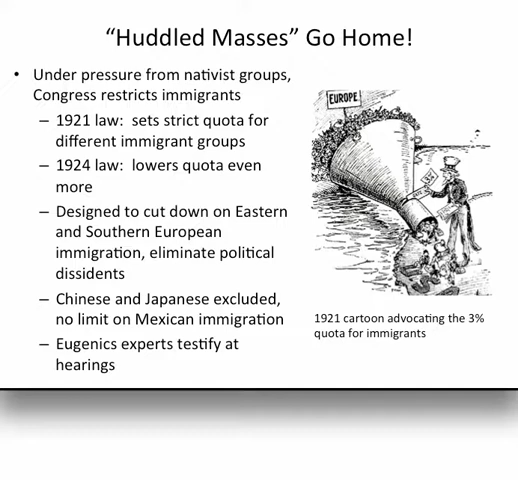 “Huddled Masses” Go Home!
• Under pressure from nativist groups,
Congress restricts immigrants
– 1921 law: sets strict quota for
different immigrant groups
– 1924 law: lowers quota even
more
– Designed to cut down on Eastern
and Southern European
immigration, eliminate political
dissidents
– Chinese and Japanese excluded,
no limit on Mexican immigration
– Eugenics experts testify at
hearings
EUROPE
3%
1921 cartoon advocating the 3%
quota for immigrants